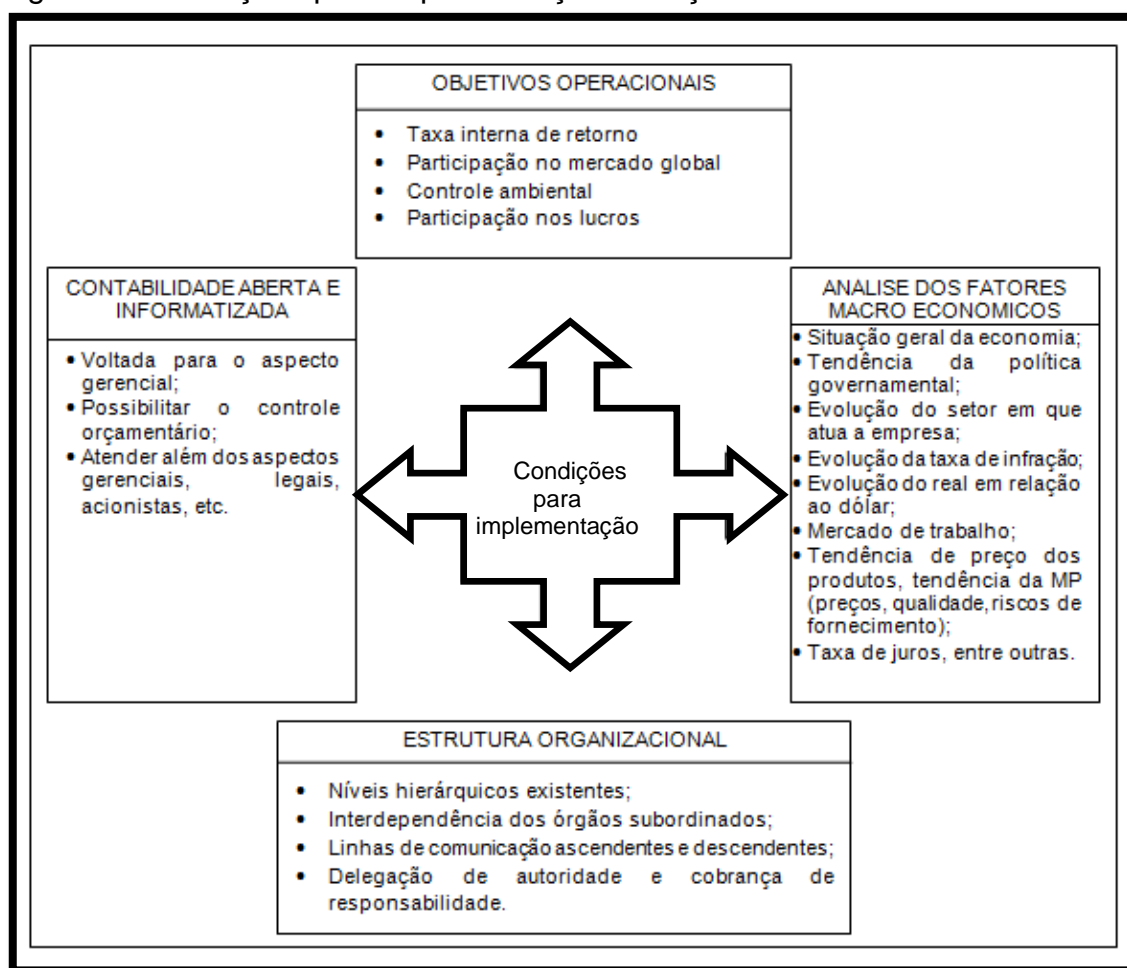 OBJETIVOS OPERACIONAIS
• Taxa interna de retorno
• Participação no mercado global
• Controle ambiental
• Participação nos lucros
CONTABILIDADE ABERTA E
INFORMATIZADA
• Voltada para o aspecto
gerencial;
• Possibilitar o controle
orçamentário;
• Atender além dos aspectos
gerenciais, legais,
acionistas, etc.
Condições
para
implementação
ANALISE DOS FATORES
MACRO ECONOMICOS
• Situação geral da economia;
• Tendência da política
governamental;
• Evolução do setor em que
atua a empresa;
• Evolução da taxa de infração;
• Evolução do real em relação
ao dólar;
• Mercado de trabalho;
• Tendência de preço dos
produtos, tendência da MP
(preços, qualidade,riscos de
fornecimento);
• Taxa de juros, entre outras.
ESTRUTURA ORGANIZACIONAL
• Níveis hierárquicos existentes;
• Interdependência dos órgãos subordinados;
• Linhas de comunicação ascendentes e descendentes;
• Delegação de autoridade e cobrança de
responsabilidade.